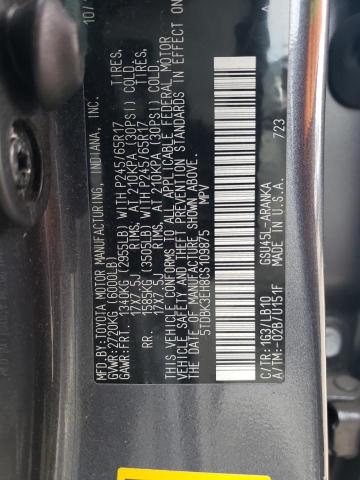 10/
MFD.BY:TOYOTA MOTOR MANUFACTURING, INDIANA, INC.
GVWR: 2720KG (6000LB)
GAWR:FRT. 1340KG (2955LB) WITH P245/65R17 TIRES,
17X7.5J RIMS, AT 210KPA (30PSI) COLD
RR. 1585KG (3505LB) WITH P245/65R17 TIRES,
17X7.5J RIMS, AT 210KPA (30PSI) COLD
THIS VEHICLE CONFORMS TO ALL APPLICABLE FEDERAL MOTOR
VEHICLE SAFETY AND THEFT PREVENTION STANDARDS IN EFFECT
ON THE DATE OF MANUFACTURE SHOWN ABOVE.
5TDBK3EH8CS109875 MPV
C/TR:1G3/LB10 GSU45L-ARANKA
A/TM:-02B/U151F MADE IN U.S.A. 723